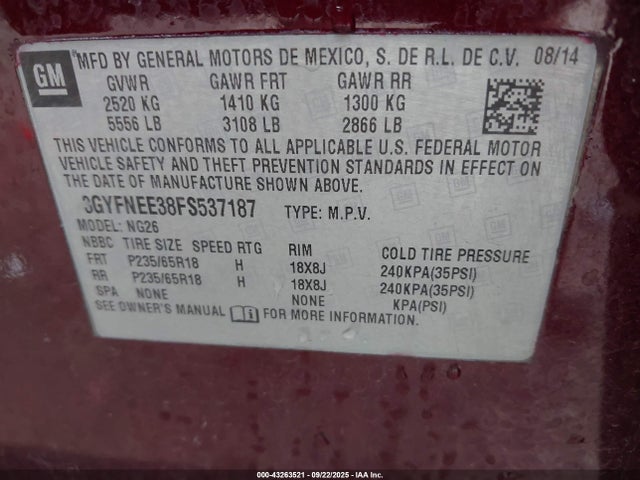 GM
MFD BY GENERAL MOTORS DE MEXICO, S. DE R.L. DE C.V. 08/14
GVWR GAWR FRT GAWR RR
2520 KG 1410 KG 1300 KG
5556 LB 3108 LB 2866 LB
THIS VEHICLE CONFORMS TO ALL APPLICABLE U.S. FEDERAL MOTOR
VEHICLE SAFETY AND THEFT PREVENTION STANDARDS IN EFFECT ON
THE DATE OF MANUFACTURE SHOWN ABOVE.
3GYFNEE38FS537187 TYPE: M.P.V.
MODEL: NG26
NBBC TIRE SIZE SPEED RTG RIM COLD TIRE PRESSURE
FRT P235/65R18 H 18X8J 240KPA(35PSI)
RR P235/65R18 H 18X8J 240KPA(35PSI)
SPA NONE NONE KPA(PSI)
SEE OWNER'S MANUAL FOR MORE INFORMATION.
000-43263521 - 09/22/2025 - IAA Inc.